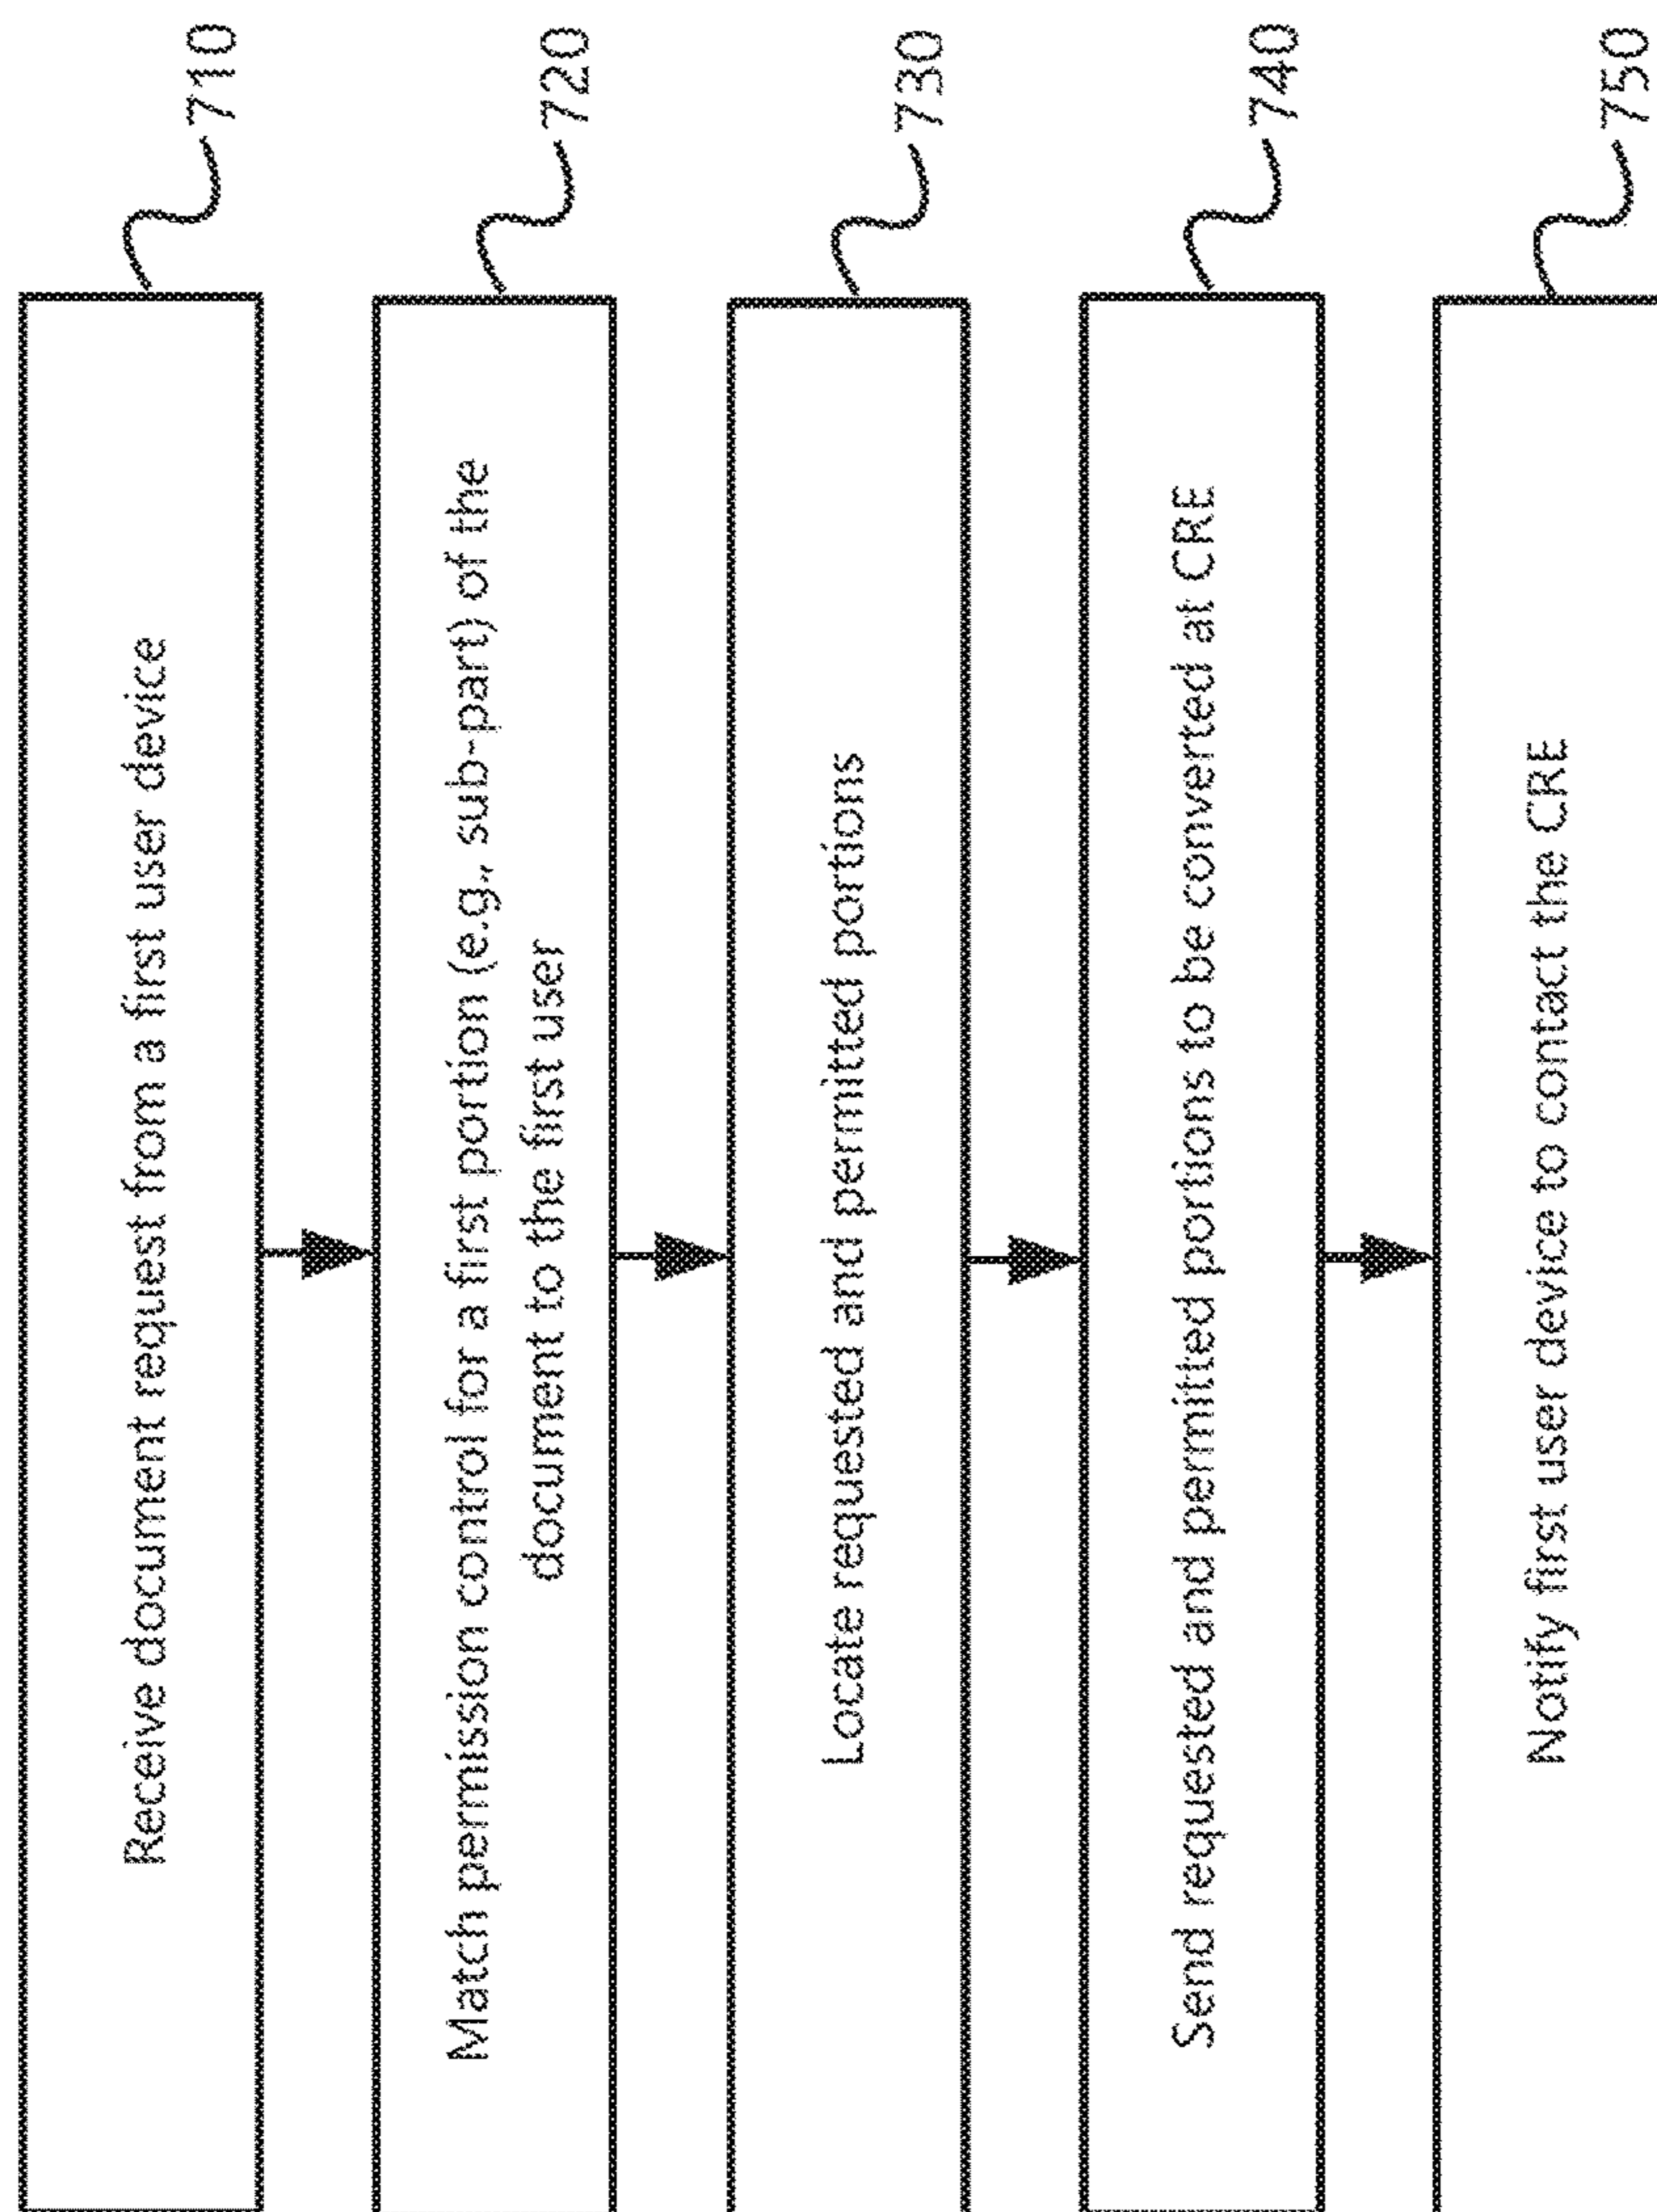 Receive document request from a first user device
710
Match permission control for a first portion (e.g., sub-part) of the
document to the first user
720
Locate requested and permitted portions
730
Send requested and permitted portions to be converted at CRE
740
Notify first user device to contact the CRE
750